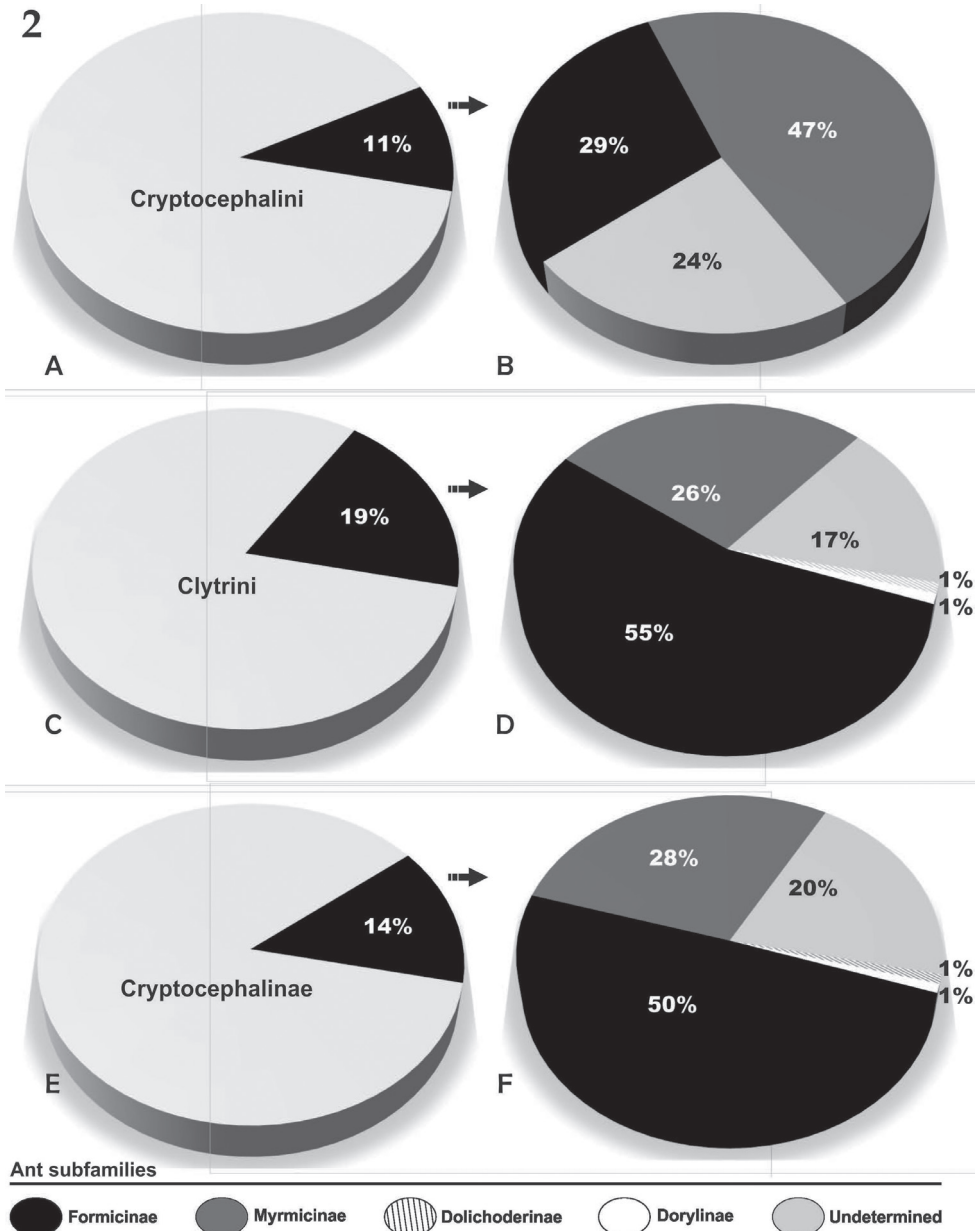 2
11%
Cryptocephalini
A
29%
47%
24%
B
19%
Clytrini
C
26%
17%
1%
1%
55%
D
14%
Cryptocephalinae
E
28%
20%
1%
1%
50%
F
Ant subfamilies
Formicinae Myrmicinae Dolichoderinae Dorylinae Undetermined